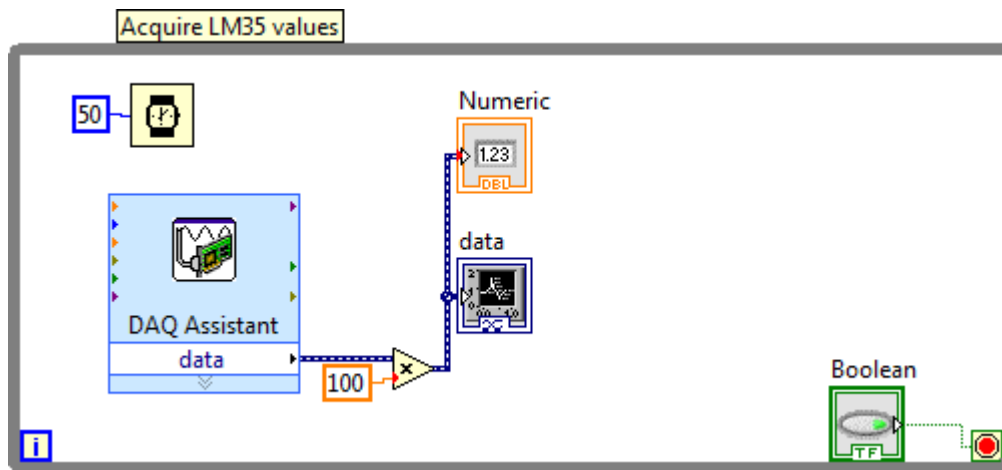 Acquire LM35 values
50
Numeric
1.23
DBL
data
DAQ Assistant
data
100
Boolean
TF
i